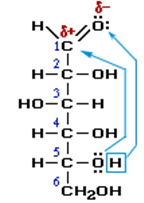 δ−
δ+ O:
1 C
H
2
H C OH
3
HO C H
4
H C OH
5
H C O H
6
CH2OH